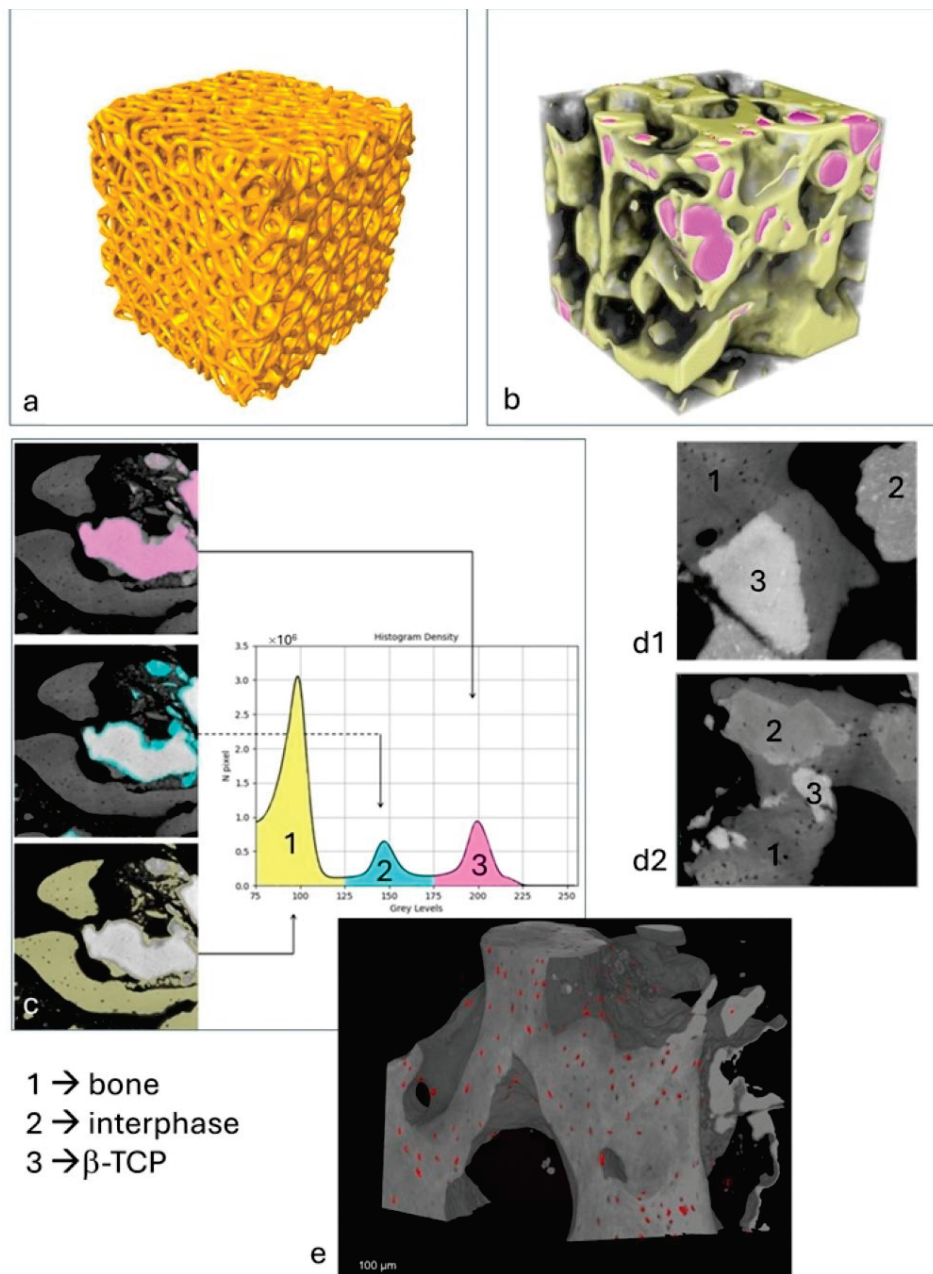 a
b
1
2
3
d1
×10⁶
Histogram Density
3.5
3.0
2.5
2.0
1.5
1.0
0.5
0.0
N pixel
1
2
3
75 100 125 150 175 200 225 250
Grey Levels
2
3
1
d2
c
1 → bone
2 → interphase
3 → β-TCP
e
100 µm